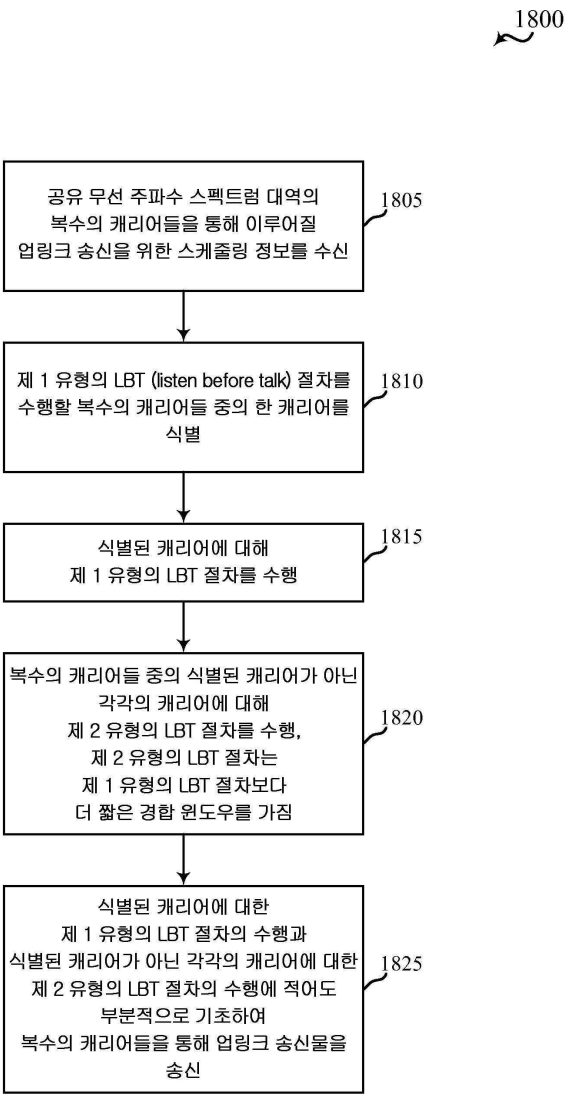 1800
공유 무선 주파수 스펙트럼 대역의
복수의 캐리어들을 통해 이루어질
업링크 송신을 위한 스케줄링 정보를 수신
1805
제 1 유형의 LBT (listen before talk) 절차를
수행할 복수의 캐리어들 중의 한 캐리어를
식별
1810
식별된 캐리어에 대해
제 1 유형의 LBT 절차를 수행
1815
복수의 캐리어들 중의 식별된 캐리어가 아닌
각각의 캐리어에 대해
제 2 유형의 LBT 절차를 수행,
제 2 유형의 LBT 절차는
제 1 유형의 LBT 절차보다
더 짧은 경합 윈도우를 가짐
1820
식별된 캐리어에 대한
제 1 유형의 LBT 절차의 수행과
식별된 캐리어가 아닌 각각의 캐리어에 대한
제 2 유형의 LBT 절차의 수행에 적어도
부분적으로 기초하여
복수의 캐리어들을 통해 업링크 송신물을
송신
1825